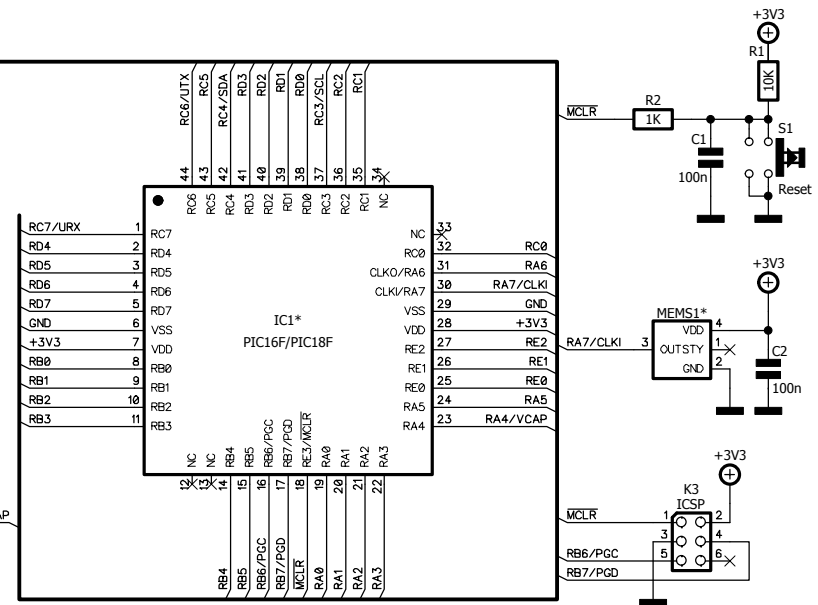 +3V3
R1
10K
RC6/UTX
RC5
RC4/SDA
RD3
RD2
RD1
RD0
RC3/SCL
RC2
RC1
MCLR
R2
1K
C1
100n
S1
Reset
44
43
42
41
40
39
38
37
36
35
34
RC6
RC5
RC4
RD3
RD2
RD1
RD0
RC3
RC2
RC1
NC
RC7/URX 1 RC7
RD4 2 RD4
RD5 3 RD5
RD6 4 RD6
RD7 5 RD7
GND 6 VSS
+3V3 7 VDD
RB0 8 RB0
RB1 9 RB1
RB2 10 RB2
RB3 11 RB3
IC1*
PIC16F/PIC18F
NC 33
RC0 32 RC0
CLKO/RA6 31 RA6
CLKI/RA7 30 RA7/CLKI
VSS 29 GND
VDD 28 +3V3
RE2 27 RE2
RE1 26 RE1
RE0 25 RE0
RA5 24 RA5
RA4 23 RA4/VCAP
NC
NC
RB4
RB5
RB6/PGC
RB7/PGD
RE3/MCLR
RA0
RA1
RA2
RA3
12
13
14
15
16
17
18
19
20
21
22
RB4
RB5
RB6/PGC
RB7/PGD
MCLR
RA0
RA1
RA2
RA3
+3V3
MEMS1*
VDD 4
RA7/CLKI 3 OUT STY 1
GND 2
C2
100n
+3V3
K3
ICSP
MCLR 1 2
3 4
RB6/PGC 5 6
RB7/PGD
AP